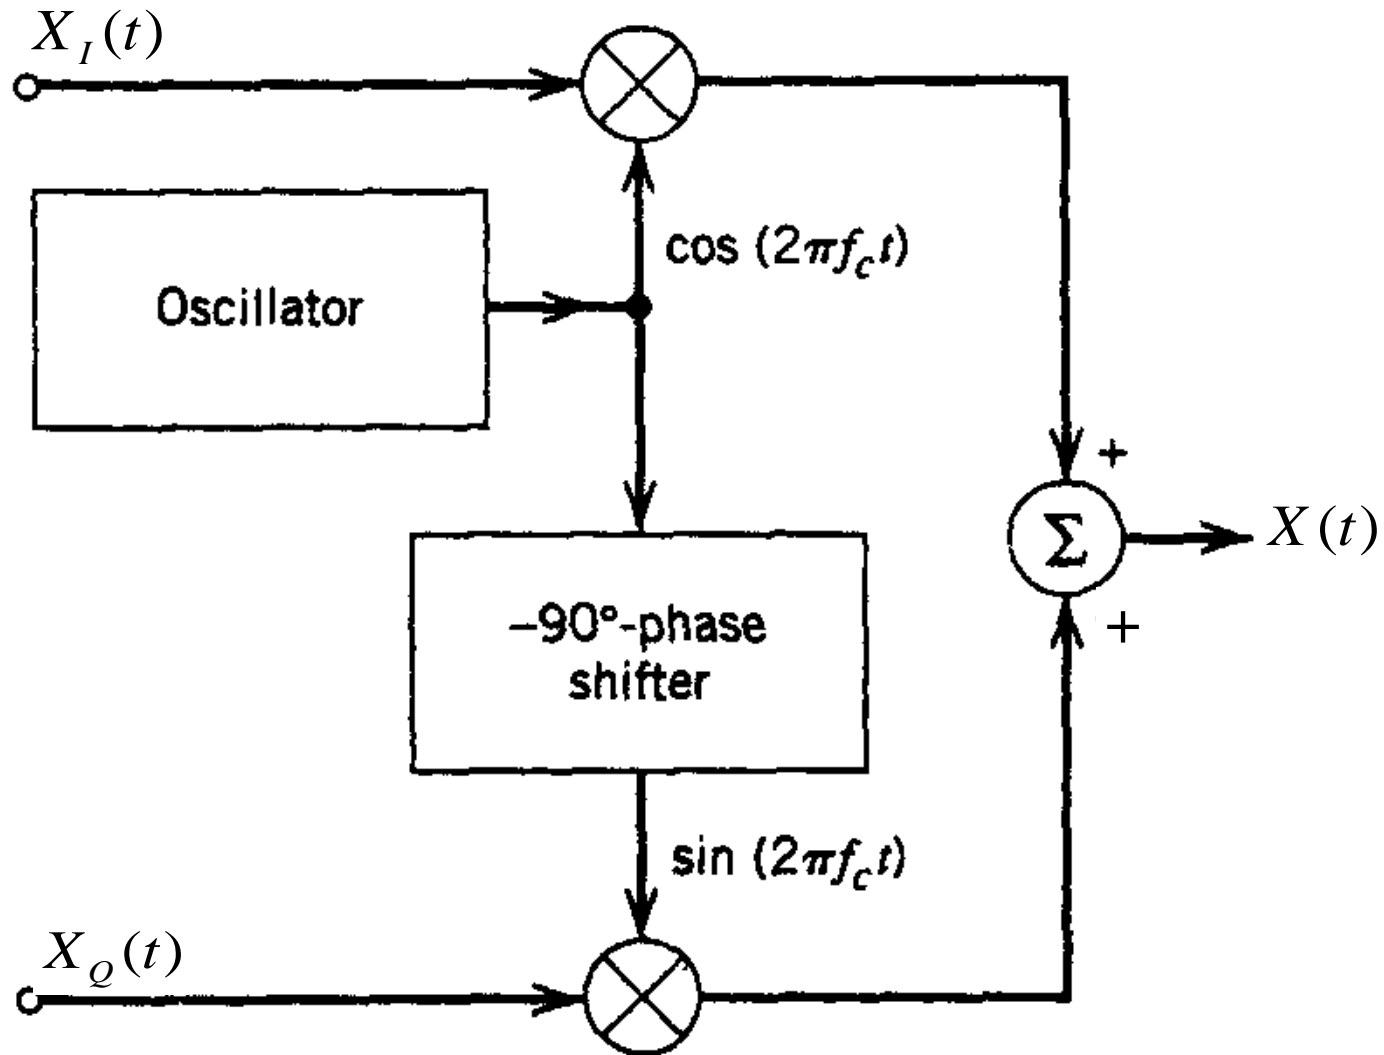 X_I(t)
cos (2πf_c t)
Oscillator
+
Σ
X(t)
−90°-phase
shifter
+
sin (2πf_c t)
X_Q(t)